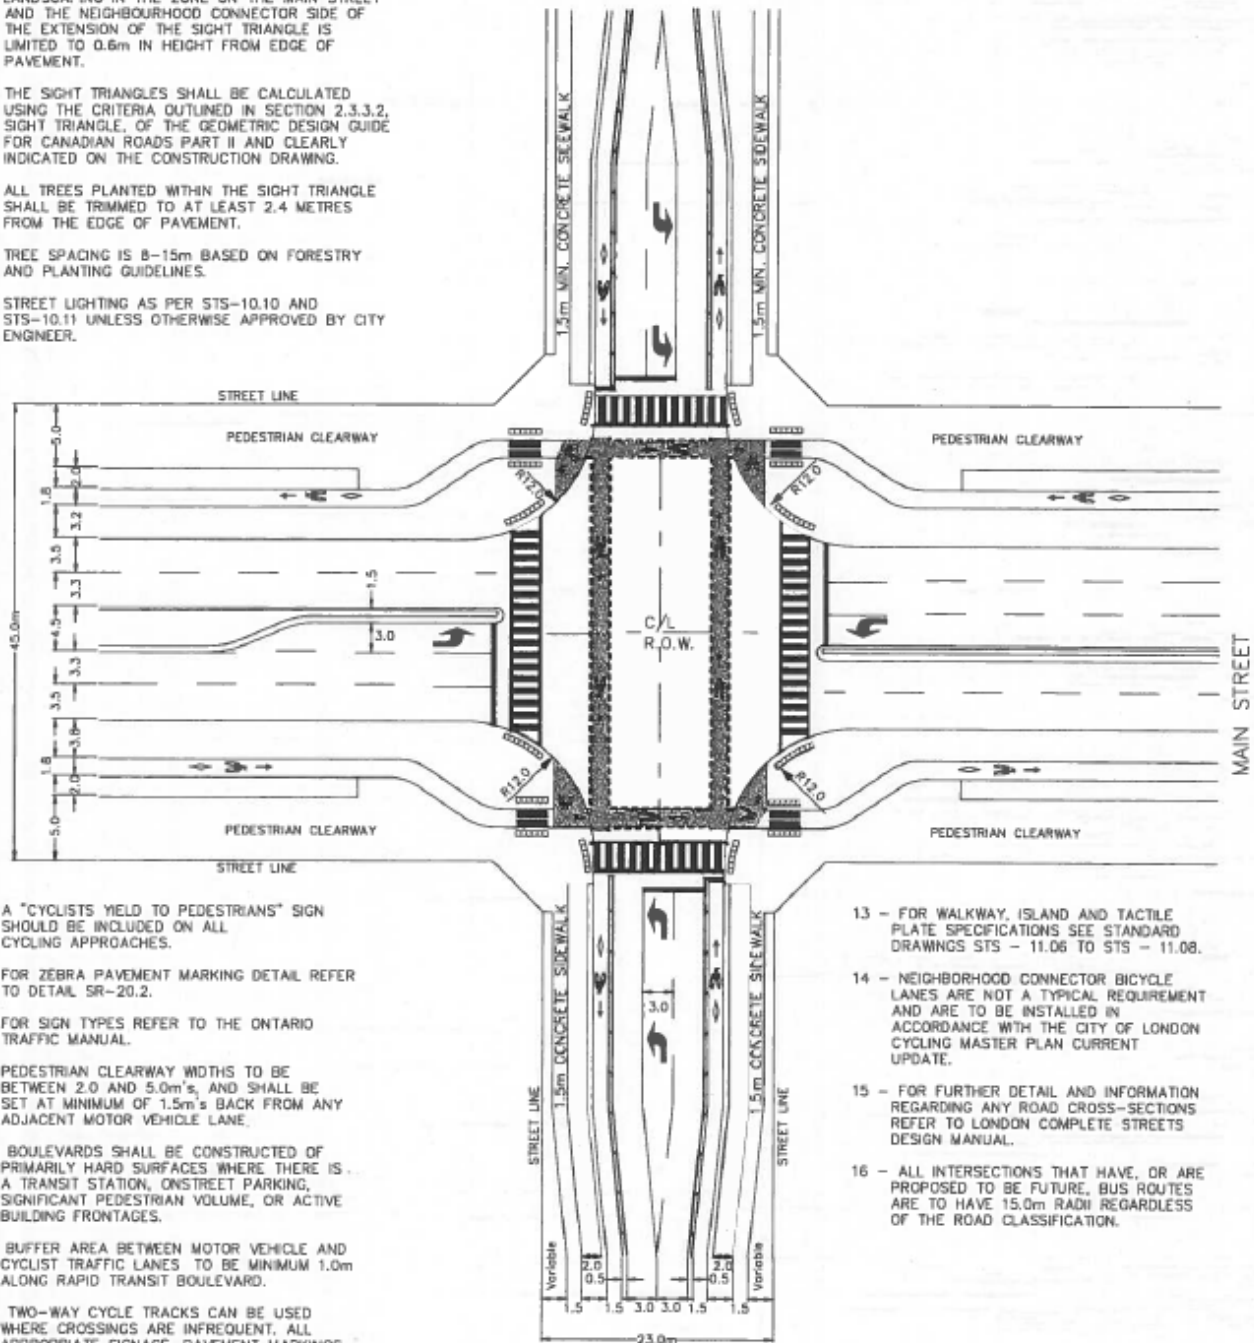 LANDSCAPING IN THE ZONE ON THE MAIN STREET
AND THE NEIGHBOURHOOD CONNECTOR SIDE OF
THE EXTENSION OF THE SIGHT TRIANGLE IS
LIMITED TO 0.6m IN HEIGHT FROM EDGE OF
PAVEMENT.
THE SIGHT TRIANGLES SHALL BE CALCULATED
USING THE CRITERIA OUTLINED IN SECTION 2.3.3.2,
SIGHT TRIANGLE, OF THE GEOMETRIC DESIGN GUIDE
FOR CANADIAN ROADS PART II AND CLEARLY
INDICATED ON THE CONSTRUCTION DRAWING.
ALL TREES PLANTED WITHIN THE SIGHT TRIANGLE
SHALL BE TRIMMED TO AT LEAST 2.4 METRES
FROM THE EDGE OF PAVEMENT.
TREE SPACING IS 8-15m BASED ON FORESTRY
AND PLANTING GUIDELINES.
STREET LIGHTING AS PER STS-10.10 AND
STS-10.11 UNLESS OTHERWISE APPROVED BY CITY
ENGINEER.
1.5m MIN. CONCRETE SIDEWALK
1.5m MIN. CONCRETE SIDEWALK
STREET LINE
PEDESTRIAN CLEARWAY
PEDESTRIAN CLEARWAY
45.0m
5.0
2.0
1.8
3.2
3.5
3.3
4.5
3.3
3.5
3.8
1.8
2.0
5.0
1.5
3.0
R12.0
R12.0
C/L
R.O.W.
R12.0
R12.0
MAIN STREET
PEDESTRIAN CLEARWAY
PEDESTRIAN CLEARWAY
STREET LINE
A "CYCLISTS YIELD TO PEDESTRIANS" SIGN
SHOULD BE INCLUDED ON ALL
CYCLING APPROACHES.
FOR ZEBRA PAVEMENT MARKING DETAIL REFER
TO DETAIL SR-20.2.
FOR SIGN TYPES REFER TO THE ONTARIO
TRAFFIC MANUAL.
PEDESTRIAN CLEARWAY WIDTHS TO BE
BETWEEN 2.0 AND 5.0m's, AND SHALL BE
SET AT MINIMUM OF 1.5m's BACK FROM ANY
ADJACENT MOTOR VEHICLE LANE.
BOULEVARDS SHALL BE CONSTRUCTED OF
PRIMARILY HARD SURFACES WHERE THERE IS
A TRANSIT STATION, ONSTREET PARKING,
SIGNIFICANT PEDESTRIAN VOLUME, OR ACTIVE
BUILDING FRONTAGES.
BUFFER AREA BETWEEN MOTOR VEHICLE AND
CYCLIST TRAFFIC LANES TO BE MINIMUM 1.0m
ALONG RAPID TRANSIT BOULEVARD.
TWO-WAY CYCLE TRACKS CAN BE USED
WHERE CROSSINGS ARE INFREQUENT. ALL
APPROPRIATE SIGNAGE, PAVEMENT MARKINGS
STREET LINE
1.5m CONCRETE SIDEWALK
3.0
1.5m CONCRETE SIDEWALK
STREET LINE
Variable
2.0
0.5
2.0
0.5
Variable
1.5
1.5
3.0
3.0
1.5
1.5
23.0m
13 - FOR WALKWAY, ISLAND AND TACTILE
PLATE SPECIFICATIONS SEE STANDARD
DRAWINGS STS - 11.06 TO STS - 11.08.
14 - NEIGHBORHOOD CONNECTOR BICYCLE
LANES ARE NOT A TYPICAL REQUIREMENT
AND ARE TO BE INSTALLED IN
ACCORDANCE WITH THE CITY OF LONDON
CYCLING MASTER PLAN CURRENT
UPDATE.
15 - FOR FURTHER DETAIL AND INFORMATION
REGARDING ANY ROAD CROSS-SECTIONS
REFER TO LONDON COMPLETE STREETS
DESIGN MANUAL.
16 - ALL INTERSECTIONS THAT HAVE, OR ARE
PROPOSED TO BE FUTURE, BUS ROUTES
ARE TO HAVE 15.0m RADII REGARDLESS
OF THE ROAD CLASSIFICATION.